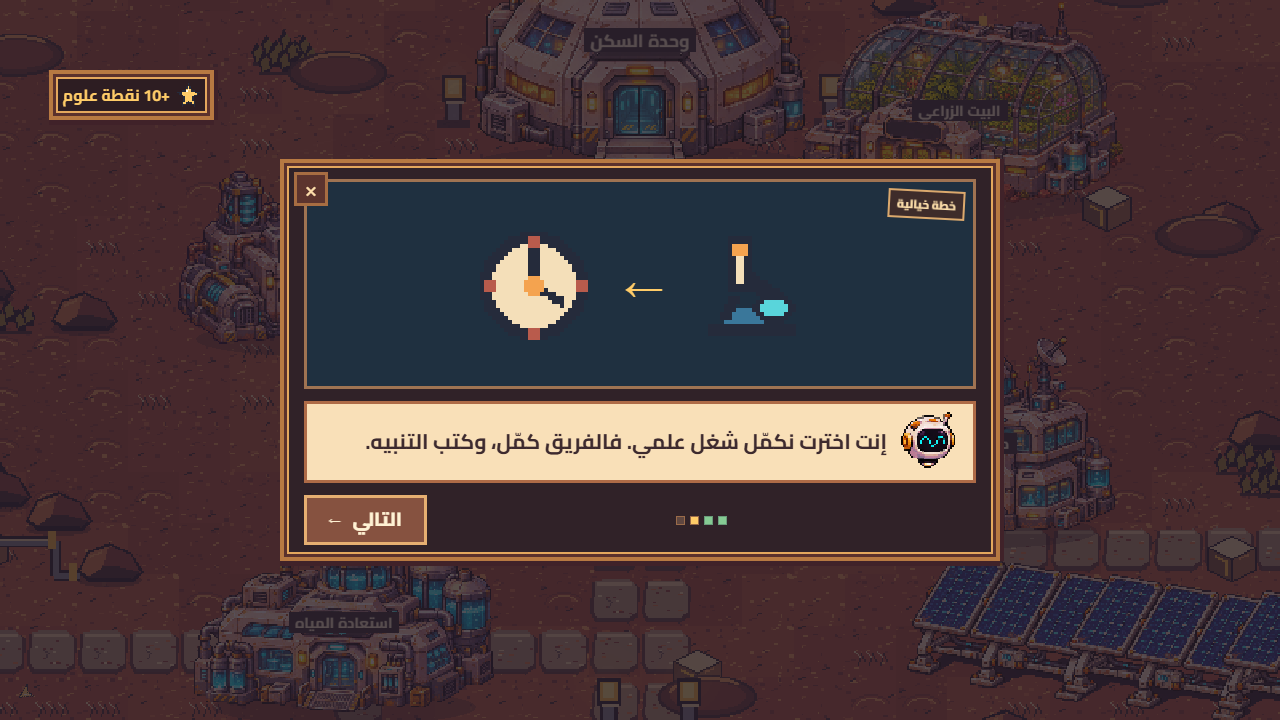 وحدة السكن
+10 نقطة علوم
البيت الزراعي
خطة خيالية
×
←
إنت اخترت نكمّل شغل علمي. فالفريق كمّل، وكتب التنبيه.
التالي ←
استعادة المياه